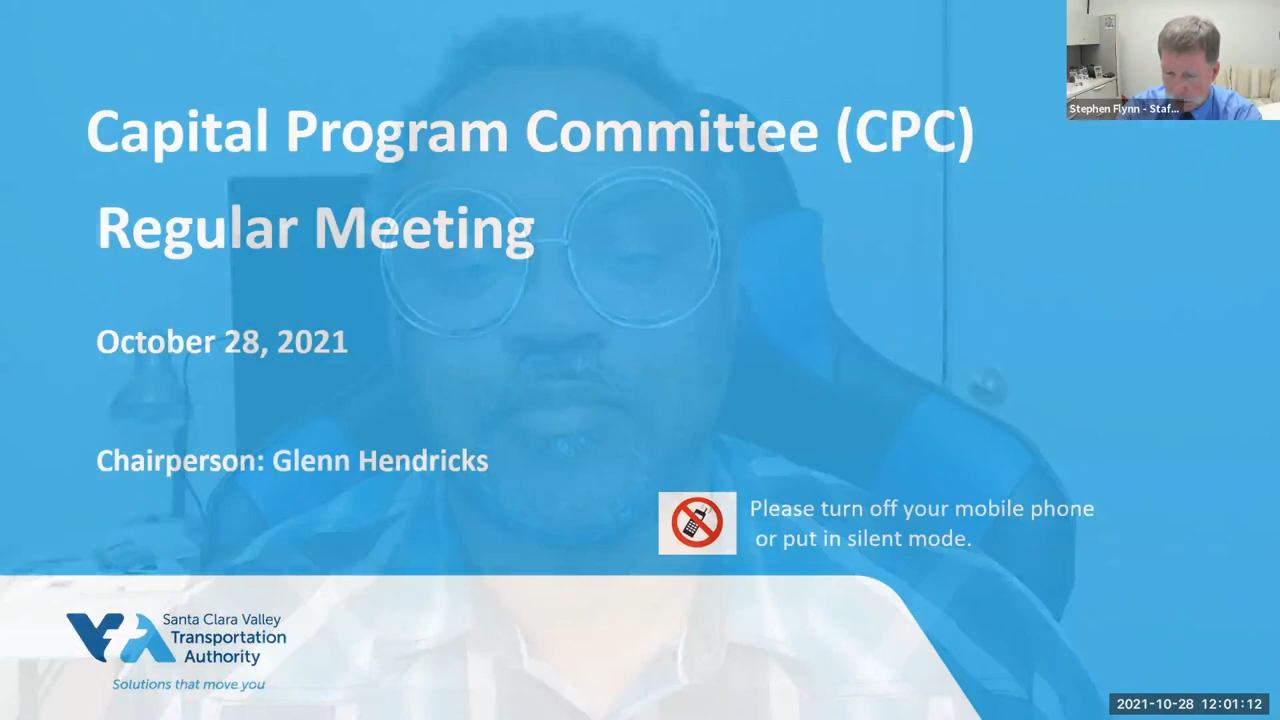 Capital Program Committee (CPC)
Stephen Flynn - Staf...
Regular Meeting
October 28, 2021
Chairperson: Glenn Hendricks
Please turn off your mobile phone
or put in silent mode.
VTA
Santa Clara Valley
Transportation
Authority
Solutions that move you
2021-10-28 12:01:12